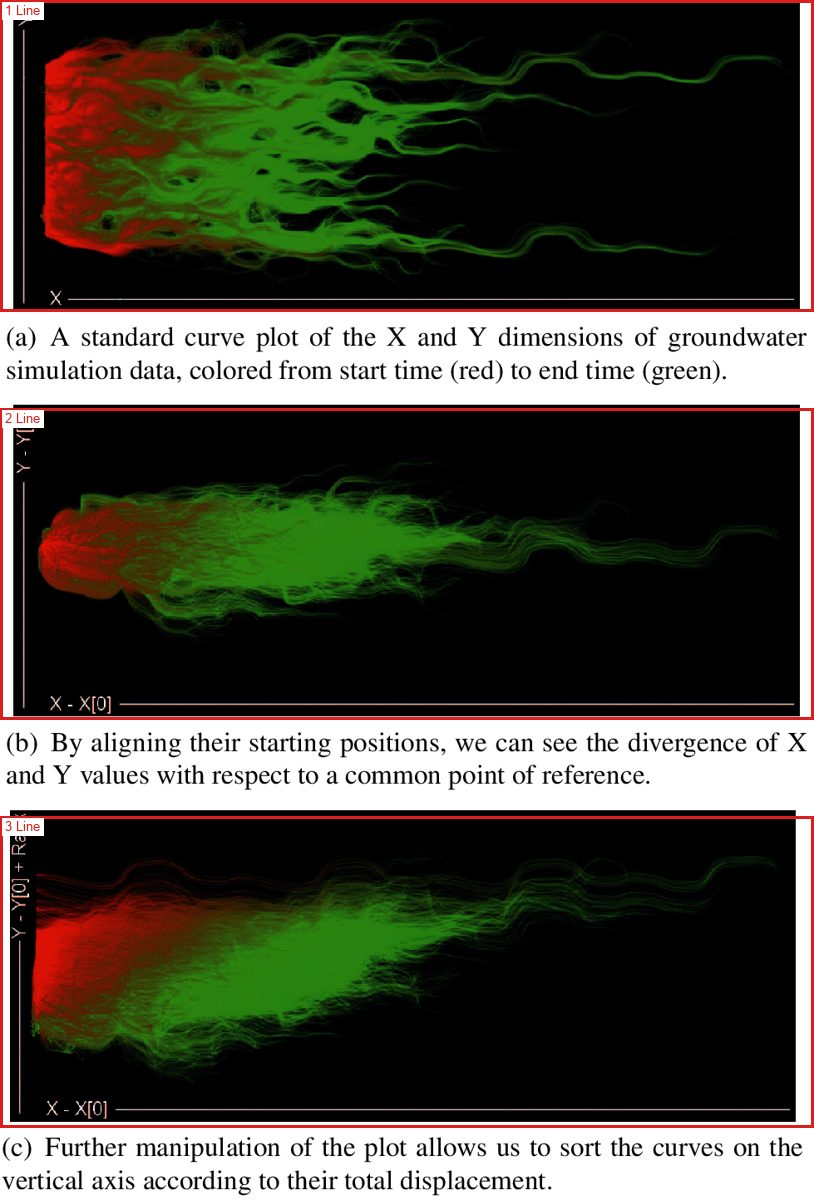 1 Line
X
(a) A standard curve plot of the X and Y dimensions of groundwater
simulation data, colored from start time (red) to end time (green).
2 Line
Y - Y[
X - X[0]
(b) By aligning their starting positions, we can see the divergence of X
and Y values with respect to a common point of reference.
3 Line
Y - Y[0] + Ra
X - X[0]
(c) Further manipulation of the plot allows us to sort the curves on the
vertical axis according to their total displacement.